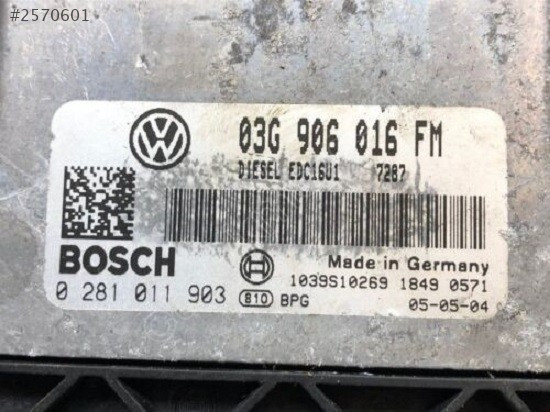 #2570601
03G 906 016 FM
DIESEL EDC16U1 7287
BOSCH
Made in Germany
0 281 011 903
B10 BPG
1039S10269 1849 0571
05-05-04